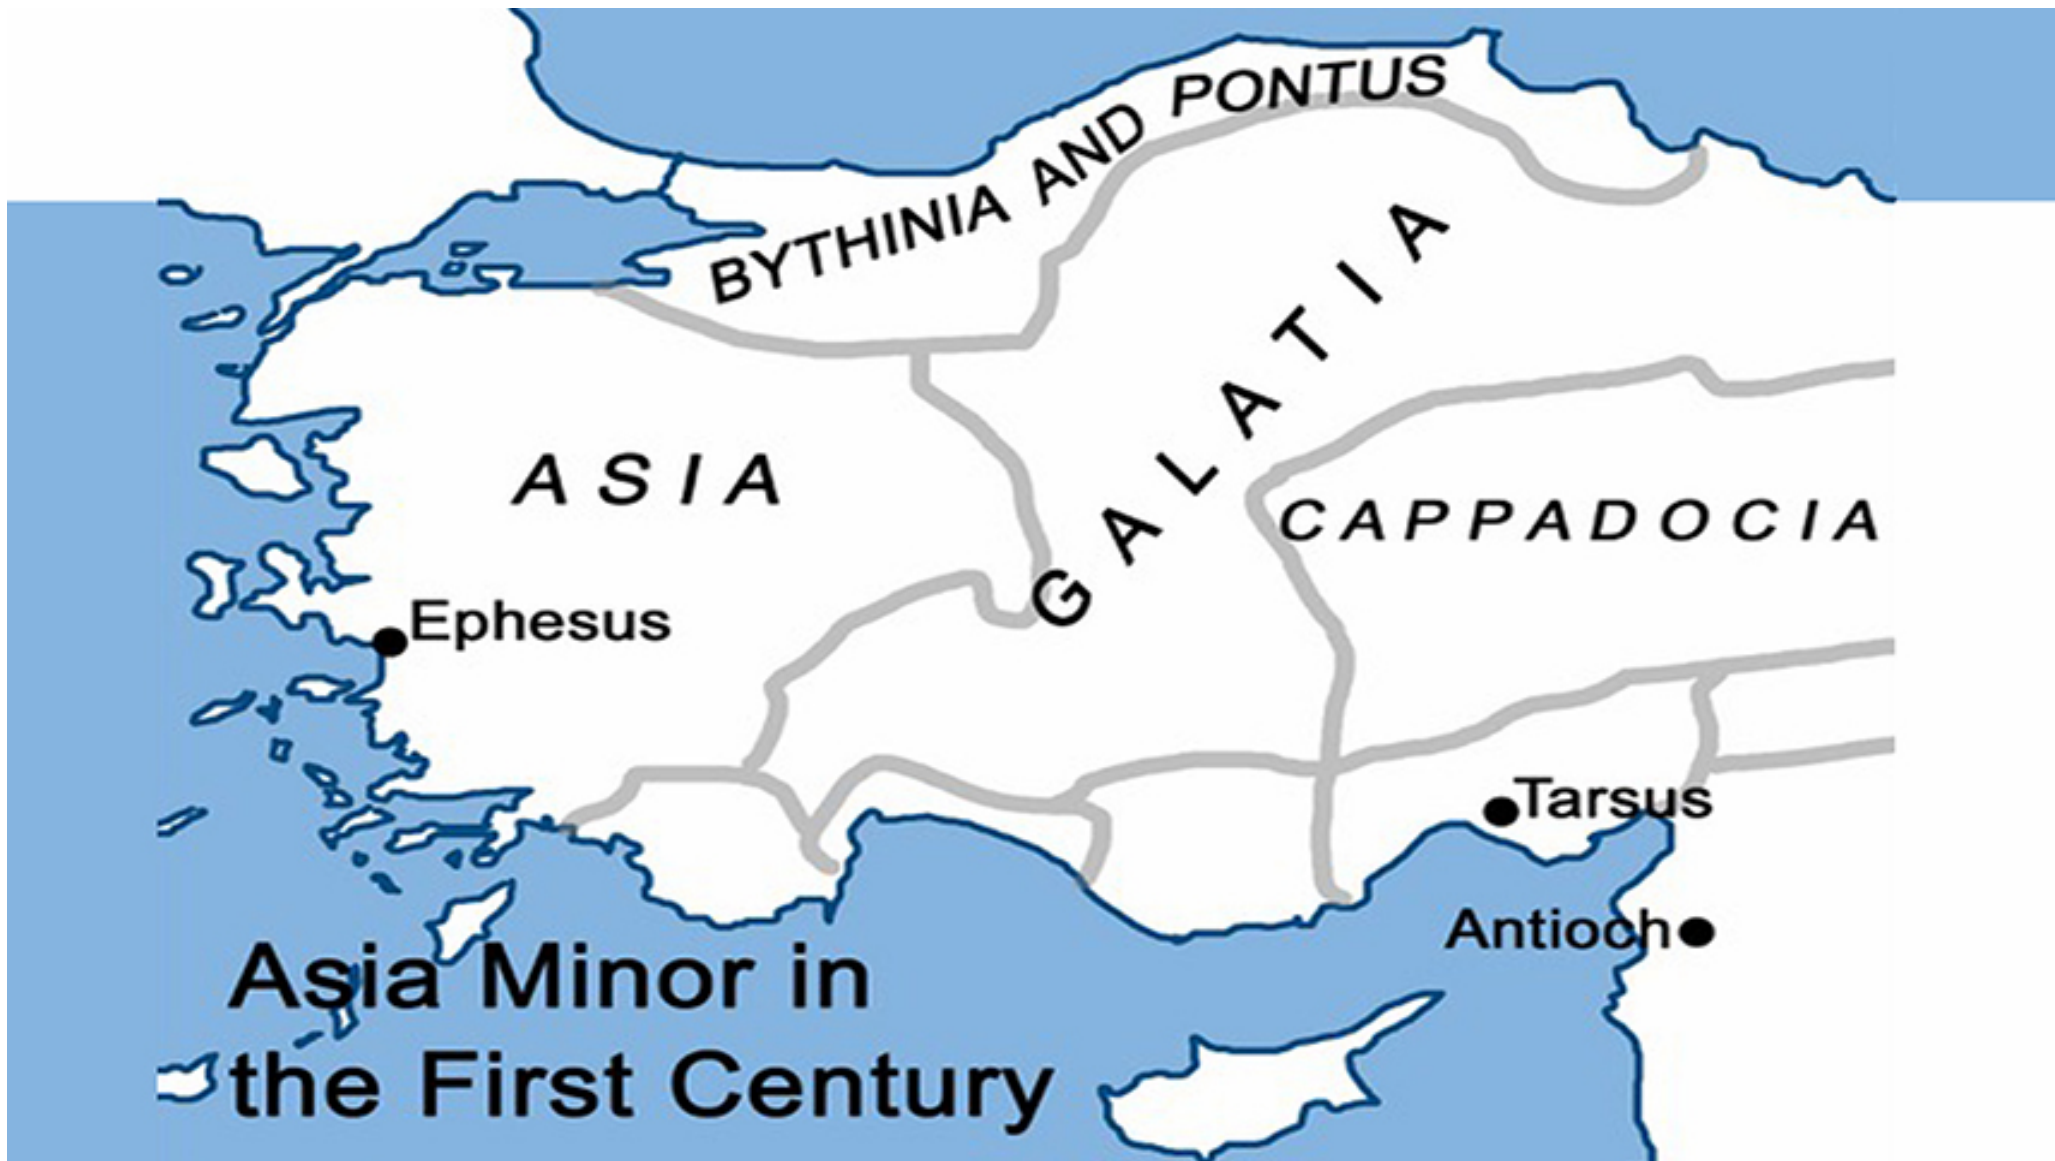 BYTHINIA AND PONTUS
GALATIA
ASIA
CAPPADOCIA
Ephesus
Tarsus
Antioch
Asia Minor in
the First Century